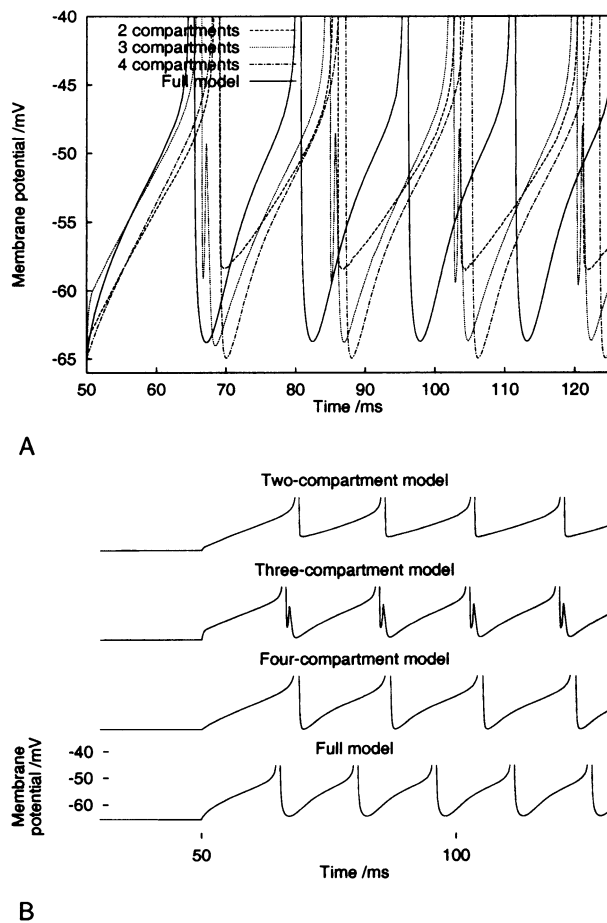 -40
-45
-50
-55
-60
-65
Membrane potential /mV
2 compartments
3 compartments
4 compartments
Full model
50 60 70 80 90 100 110 120
Time /ms
A
Two-compartment model
Three-compartment model
Four-compartment model
Full model
Membrane potential /mV
-40
-50
-60
50 100
Time /ms
B